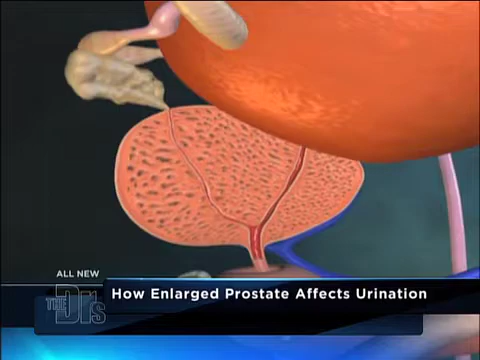 ALL NEW
How Enlarged Prostate Affects Urination
THE Drs